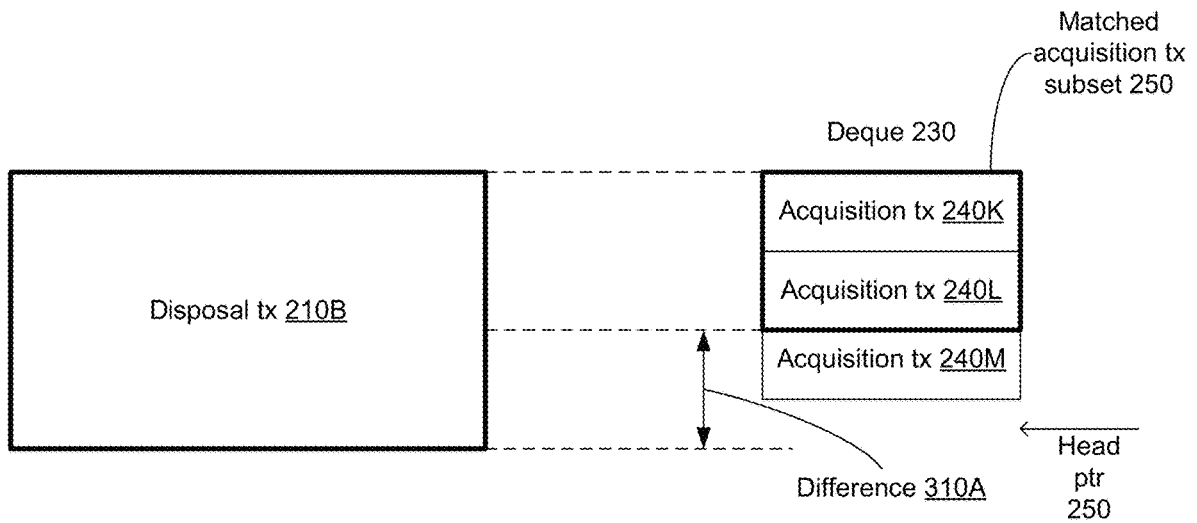 Matched
acquisition tx
subset 250
Deque 230
Acquisition tx 240K
Disposal tx 210B
Acquisition tx 240L
Acquisition tx 240M
Difference 310A
Head
ptr
250